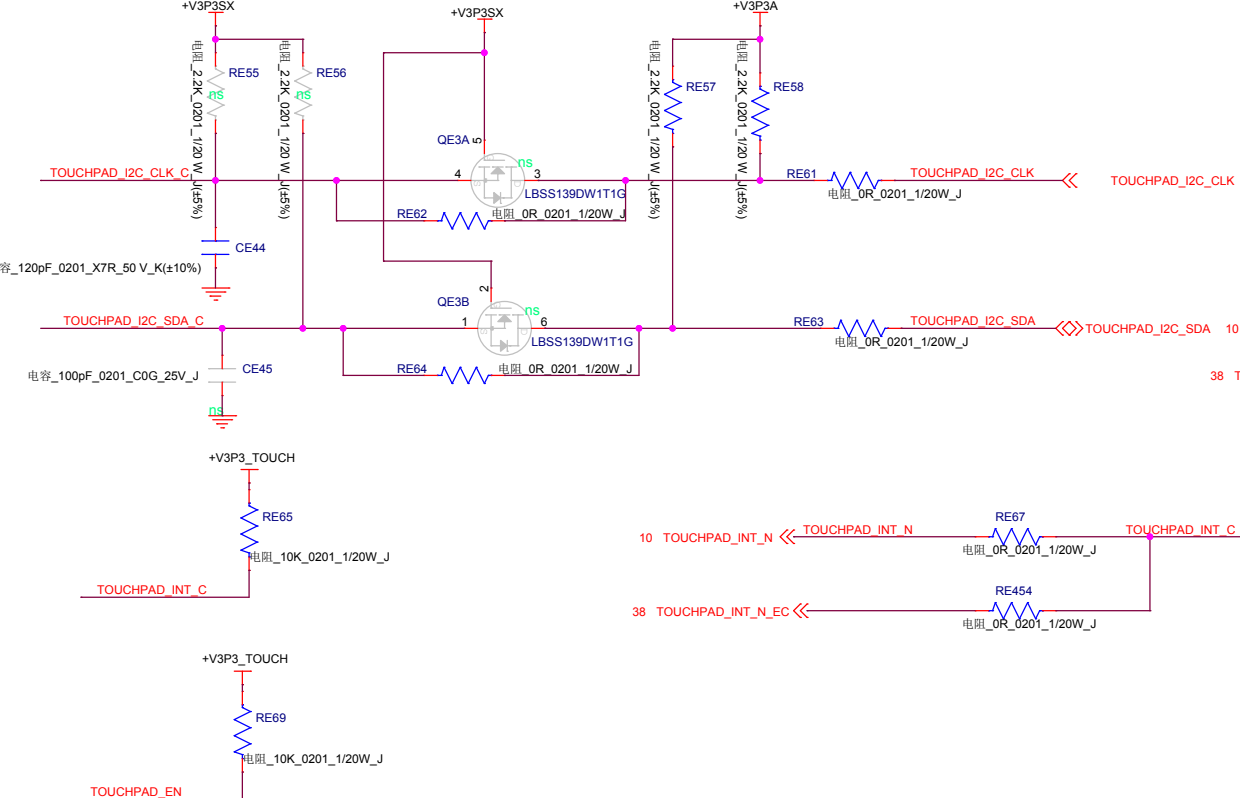 +V3P3SX
+V3P3SX
+V3P3A
电阻_2.2K_0201_1/20 W_J(±5%)
RE55
ns
电阻_2.2K_0201_1/20 W_J(±5%)
RE56
ns
电阻_2.2K_0201_1/20 W_J(±5%)
RE57
电阻_2.2K_0201_1/20 W_J(±5%)
RE58
QE3A
5
ns
4
3
LBSS139DW1T1G
TOUCHPAD_I2C_CLK_C
RE61
电阻_0R_0201_1/20W_J
TOUCHPAD_I2C_CLK
TOUCHPAD_I2C_CLK
RE62
电阻_0R_0201_1/20W_J
CE44
容_120pF_0201_X7R_50 V_K(±10%)
QE3B
2
ns
1
6
LBSS139DW1T1G
TOUCHPAD_I2C_SDA_C
RE63
电阻_0R_0201_1/20W_J
TOUCHPAD_I2C_SDA
TOUCHPAD_I2C_SDA 10
RE64
电阻_0R_0201_1/20W_J
CE45
电容_100pF_0201_C0G_25V_J
ns
38 T
+V3P3_TOUCH
RE65
电阻_10K_0201_1/20W_J
TOUCHPAD_INT_C
10 TOUCHPAD_INT_N
TOUCHPAD_INT_N
RE67
电阻_0R_0201_1/20W_J
TOUCHPAD_INT_C
38 TOUCHPAD_INT_N_EC
RE454
电阻_0R_0201_1/20W_J
+V3P3_TOUCH
RE69
电阻_10K_0201_1/20W_J
TOUCHPAD_EN